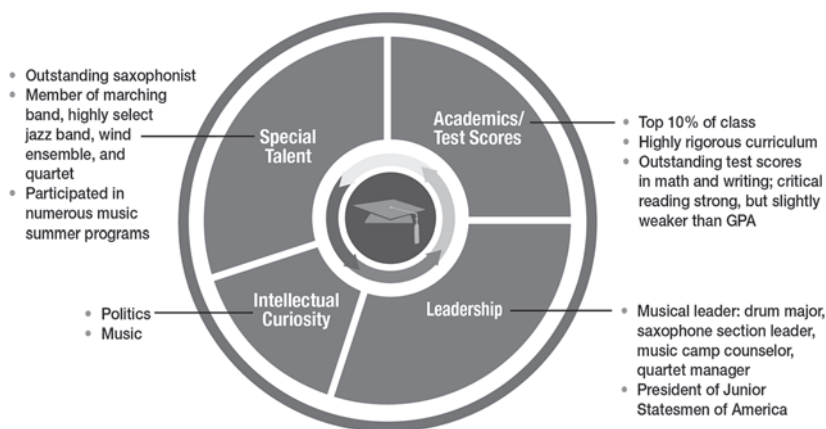 • Outstanding saxophonist
• Member of marching
band, highly select
jazz band, wind
ensemble, and
quartet
• Participated in
numerous music
summer programs
Special
Talent
Academics/
Test Scores
• Top 10% of class
• Highly rigorous curriculum
• Outstanding test scores
in math and writing; critical
reading strong, but slightly
weaker than GPA
• Politics
• Music
Intellectual
Curiosity
Leadership
• Musical leader: drum major,
saxophone section leader,
music camp counselor,
quartet manager
• President of Junior
Statesmen of America